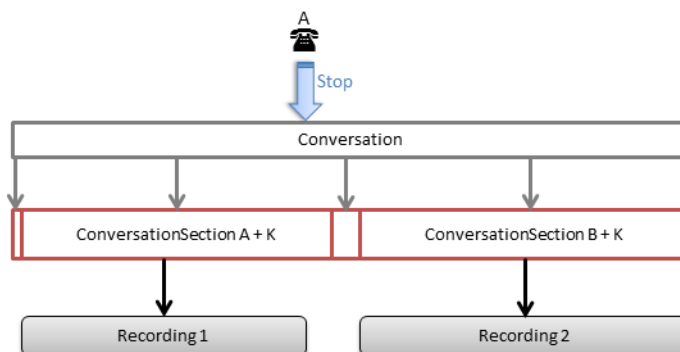 A
Stop
Conversation
ConversationSection A + K
ConversationSection B + K
Recording 1
Recording 2